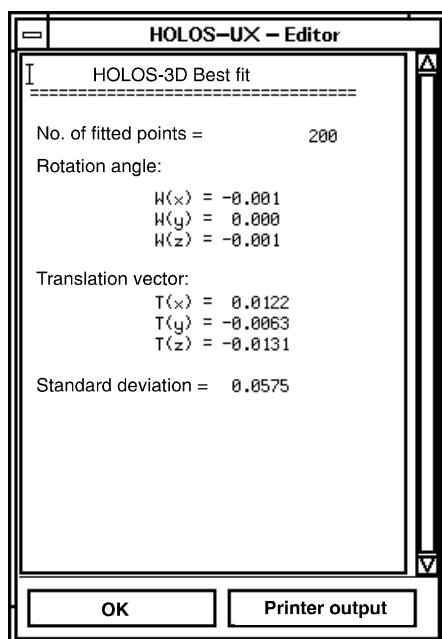 HOLOS-UX - Editor
HOLOS-3D Best fit
==================================
No. of fitted points = 200
Rotation angle:
W(x) = -0.001
W(y) = 0.000
W(z) = -0.001
Translation vector:
T(x) = 0.0122
T(y) = -0.0063
T(z) = -0.0131
Standard deviation = 0.0575
OK
Printer output